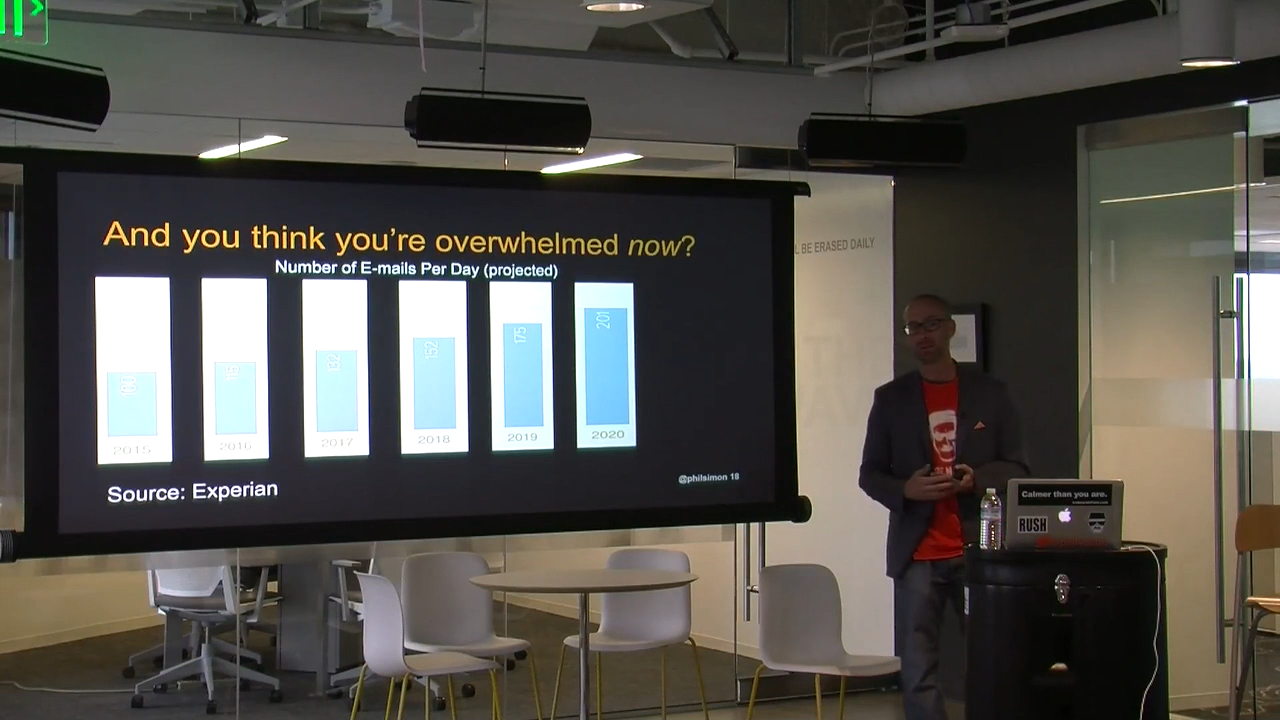 And you think you're overwhelmed now?
Number of E-mails Per Day (projected)
152
175
201
2015
2016
2017
2018
2019
2020
Source: Experian
@philsimon 18
BE ERASED DAILY
Calmer than you are.
RUSH